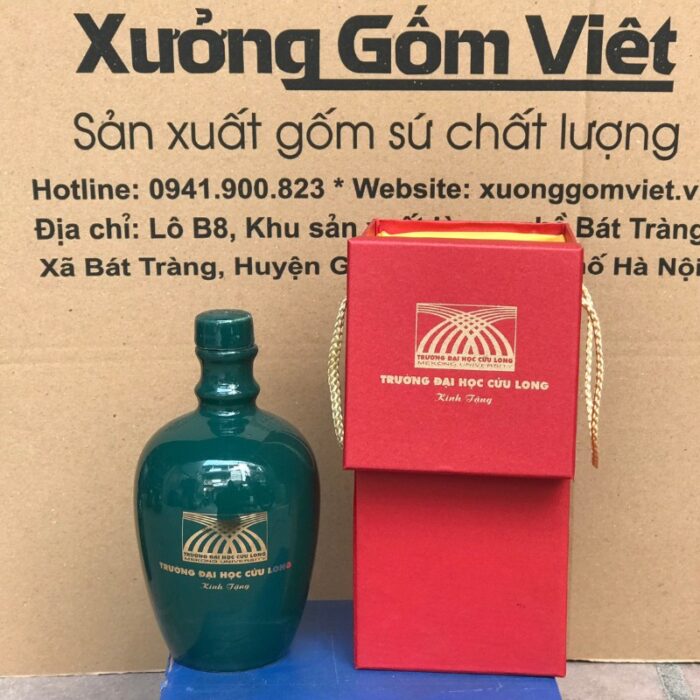 Xưởng Gốm Việt
Sản xuất gốm sứ chất lượng
Hotline: 0941.900.823 * Website: xuonggomviet.v
Địa chỉ: Lô B8, Khu sản Bát Tràng
Xã Bát Tràng, Huyện G Hà Nội
TRƯỜNG ĐẠI HỌC CỬU LONG
MEKONG UNIVERSITY
TRƯỜNG ĐẠI HỌC CỬU LONG
Kính Tặng
TRƯỜNG ĐẠI HỌC CỬU LONG
MEKONG UNIVERSITY
TRƯỜNG ĐẠI HỌC CỬU LONG
Kính Tặng